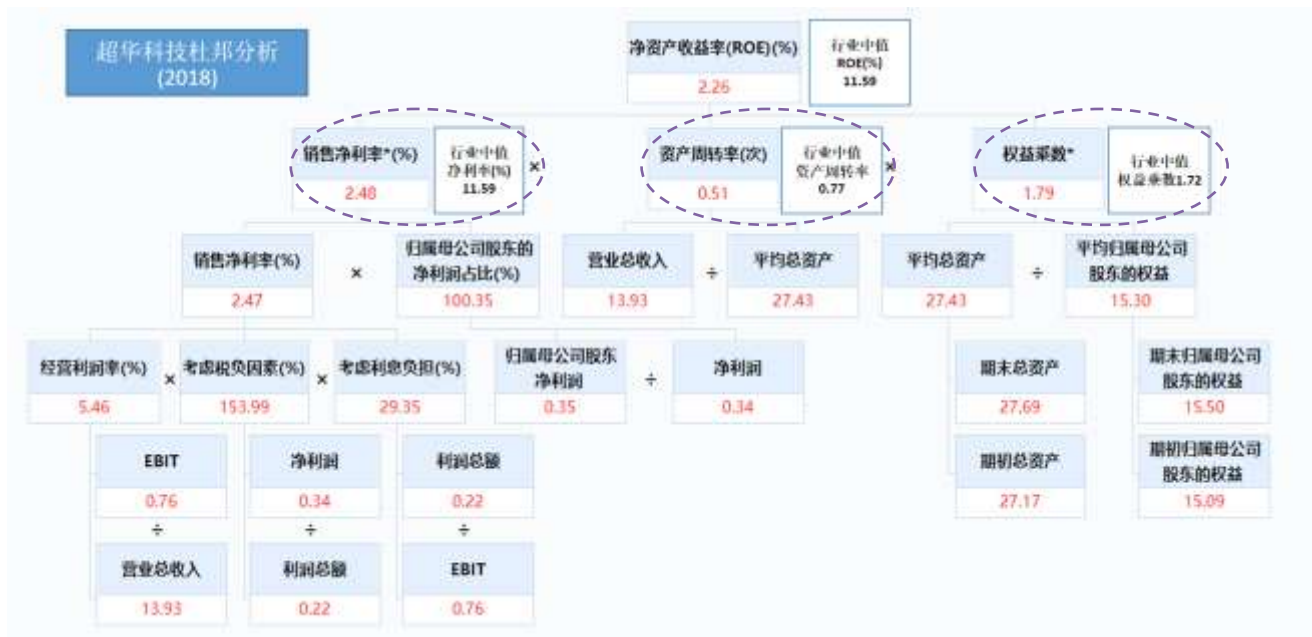 超华科技杜邦分析
(2018)
净资产收益率(ROE)(%)
2.26
行业中值
ROE(%)
11.59
销售净利率*(%)
2.48
行业中值
净利率(%)
11.59
×
资产周转率(次)
0.51
行业中值
资产周转率
0.77
×
权益乘数*
1.79
行业中值
权益乘数1.72
销售净利率(%)
2.47
×
归属母公司股东的
净利润占比(%)
100.35
营业总收入
13.93
÷
平均总资产
27.43
平均总资产
27.43
÷
平均归属母公司
股东的权益
15.30
经营利润率(%)
5.46
×
考虑税负因素(%)
153.99
×
考虑利息负担(%)
29.35
归属母公司股东
净利润
0.35
÷
净利润
0.34
期末总资产
27.69
期末归属母公司
股东的权益
15.50
EBIT
0.76
÷
营业总收入
13.93
净利润
0.34
÷
利润总额
0.22
利润总额
0.22
÷
EBIT
0.76
期初总资产
27.17
期初归属母公司
股东的权益
15.09